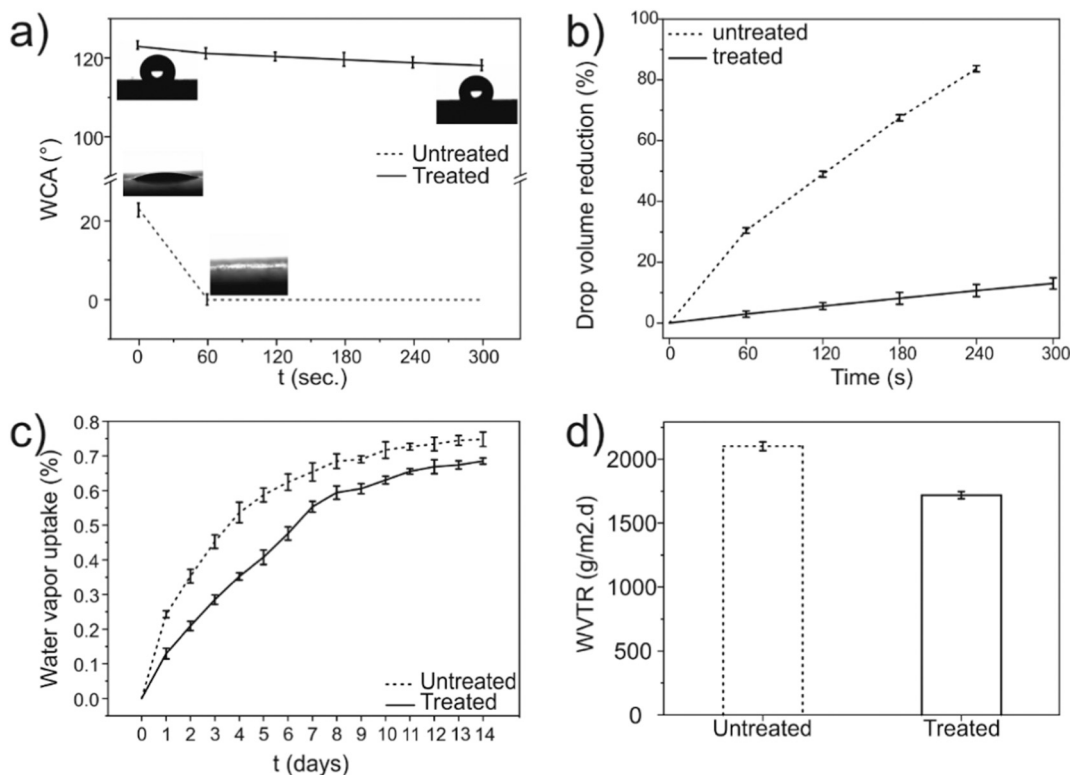 a)
120
100
20
0
WCA (°)
Untreated
Treated
0 60 120 180 240 300
t (sec.)
b)
100
80
60
40
20
0
Drop volume reduction (%)
untreated
treated
0 60 120 180 240 300
Time (s)
c)
0.8
0.7
0.6
0.5
0.4
0.3
0.2
0.1
0.0
Water vapor uptake (%)
Untreated
Treated
0 1 2 3 4 5 6 7 8 9 10 11 12 13 14
t (days)
d)
2000
1500
1000
500
0
WVTR (g/m2.d)
Untreated Treated